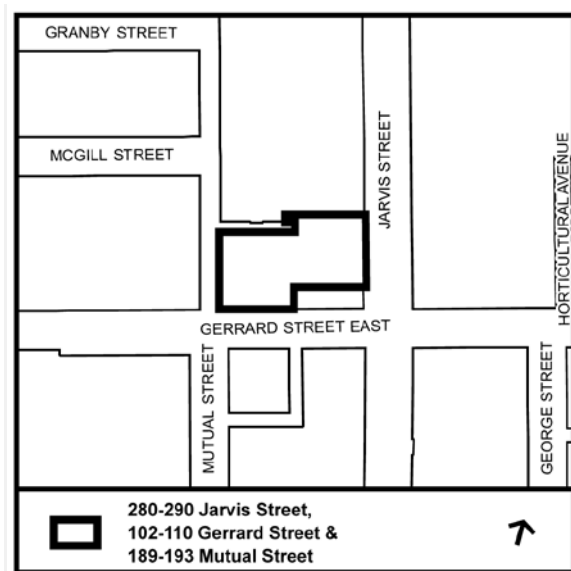 GRANBY STREET
MCGILL STREET
JARVIS STREET
HORTICULTURAL AVENUE
GERRARD STREET EAST
MUTUAL STREET
GEORGE STREET
280-290 Jarvis Street,
102-110 Gerrard Street &
189-193 Mutual Street